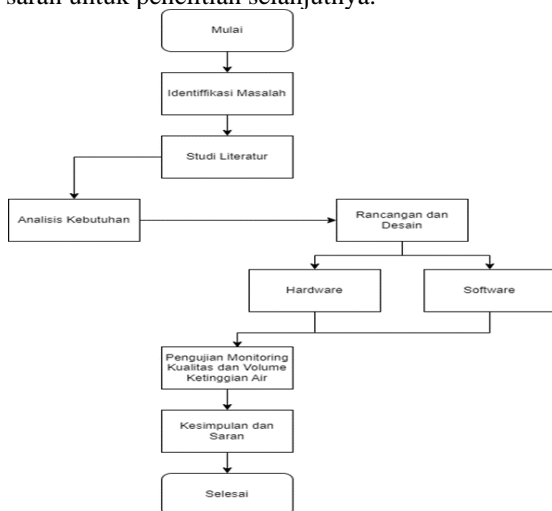 saran untuk penelitian selanjutnya.
Mulai
Identiffikasi Masalah
Studi Literatur
Analisis Kebutuhan
Rancangan dan
Desain
Hardware
Software
Pengujian Monitoring
Kualitas dan Volume
Ketinggian Air
Kesimpulan dan
Saran
Selesai